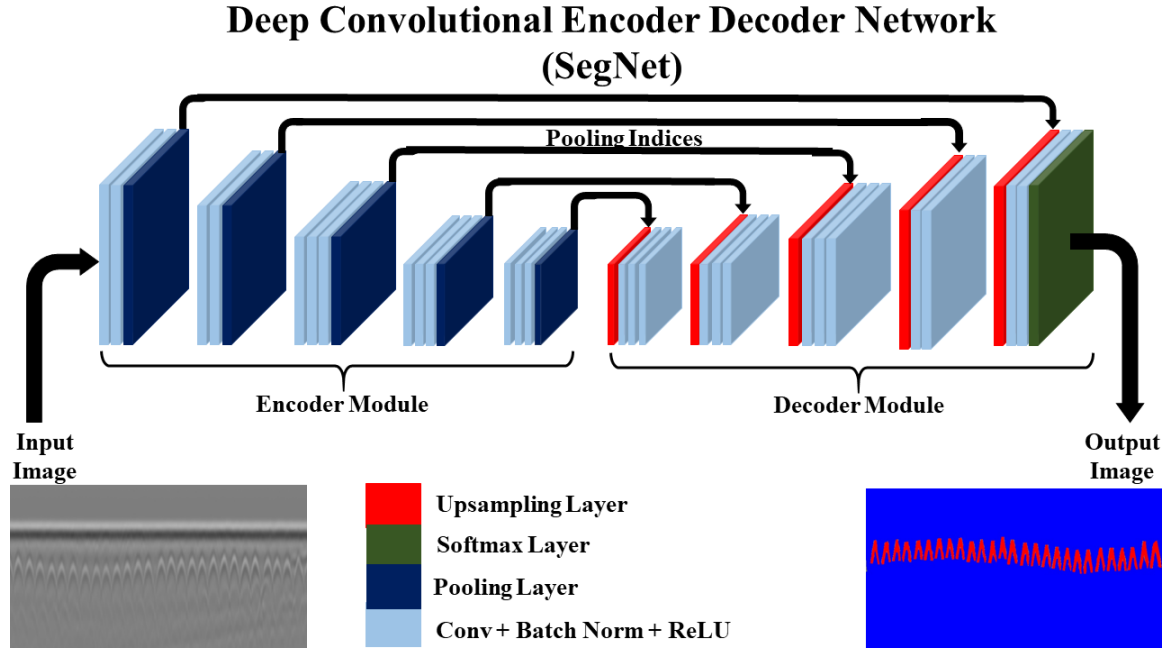 Deep Convolutional Encoder Decoder Network
(SegNet)
Pooling Indices
Encoder Module
Decoder Module
Input
Image
Output
Image
Upsampling Layer
Softmax Layer
Pooling Layer
Conv + Batch Norm + ReLU